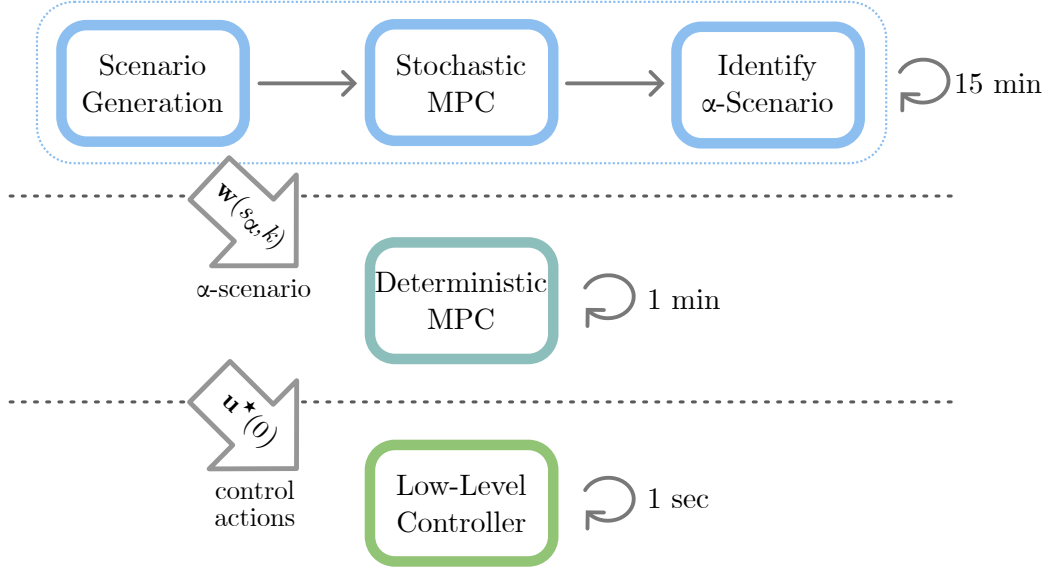 Scenario
Generation
Stochastic
MPC
Identify
α-Scenario
15 min
w(s_α,k)
α-scenario
Deterministic
MPC
1 min
u*(0)
control
actions
Low-Level
Controller
1 sec